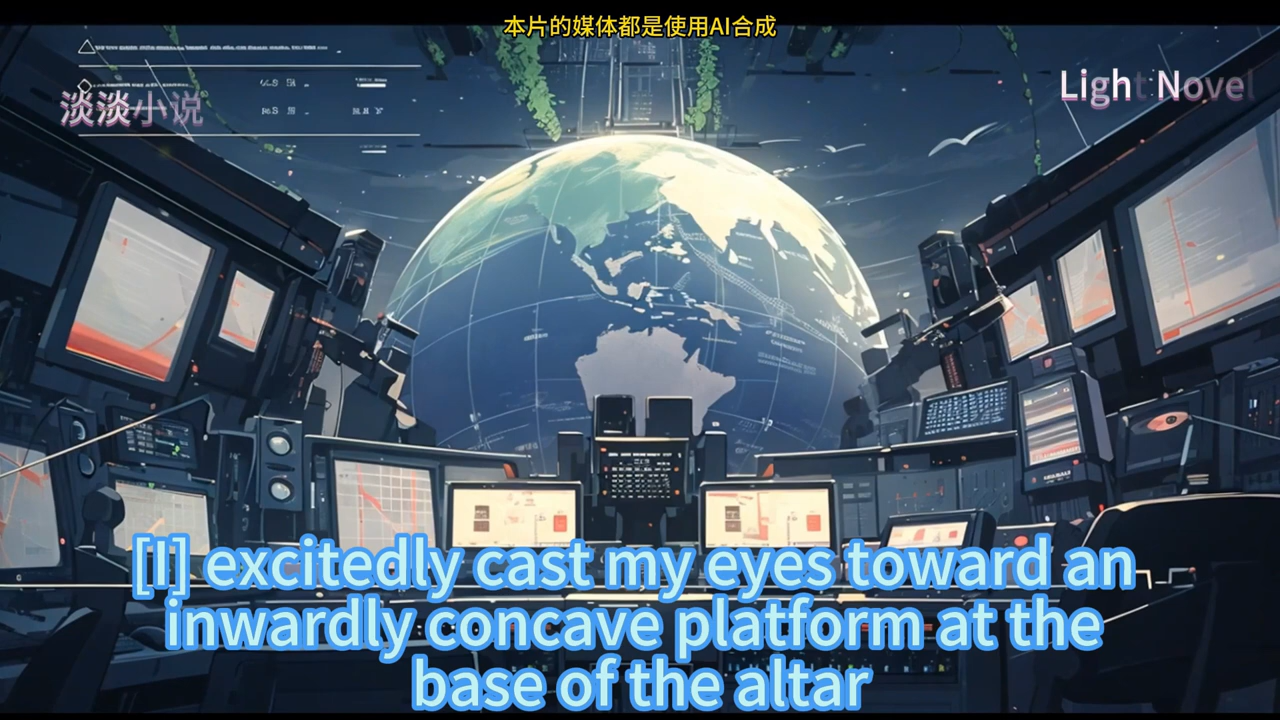 本片的媒体都是使用AI合成
淡淡小说
Light Novel
[I] excitedly cast my eyes toward an
inwardly concave platform at the
base of the altar